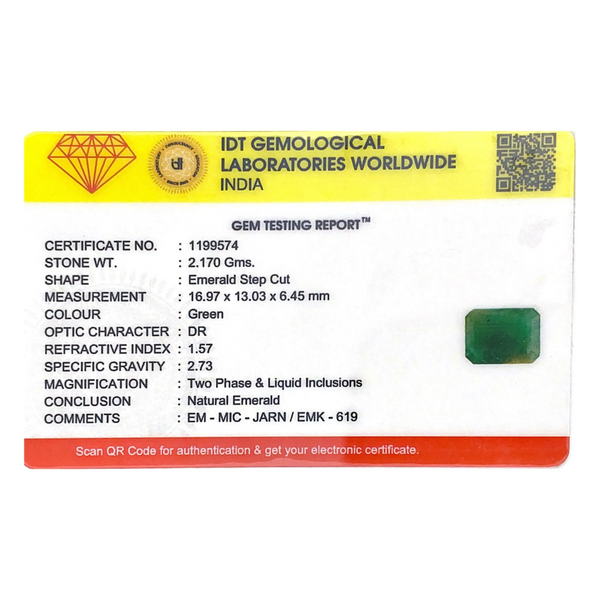 IDT GEMOLOGICAL
LABORATORIES WORLDWIDE
INDIA
GEM TESTING REPORT™
CERTIFICATE NO. : 1199574
STONE WT. : 2.170 Gms.
SHAPE : Emerald Step Cut
MEASUREMENT : 16.97 x 13.03 x 6.45 mm
COLOUR : Green
OPTIC CHARACTER : DR
REFRACTIVE INDEX : 1.57
SPECIFIC GRAVITY : 2.73
MAGNIFICATION : Two Phase & Liquid Inclusions
CONCLUSION : Natural Emerald
COMMENTS : EM - MIC - JARN / EMK - 619
Scan QR Code for authentication & get your electronic certificate.